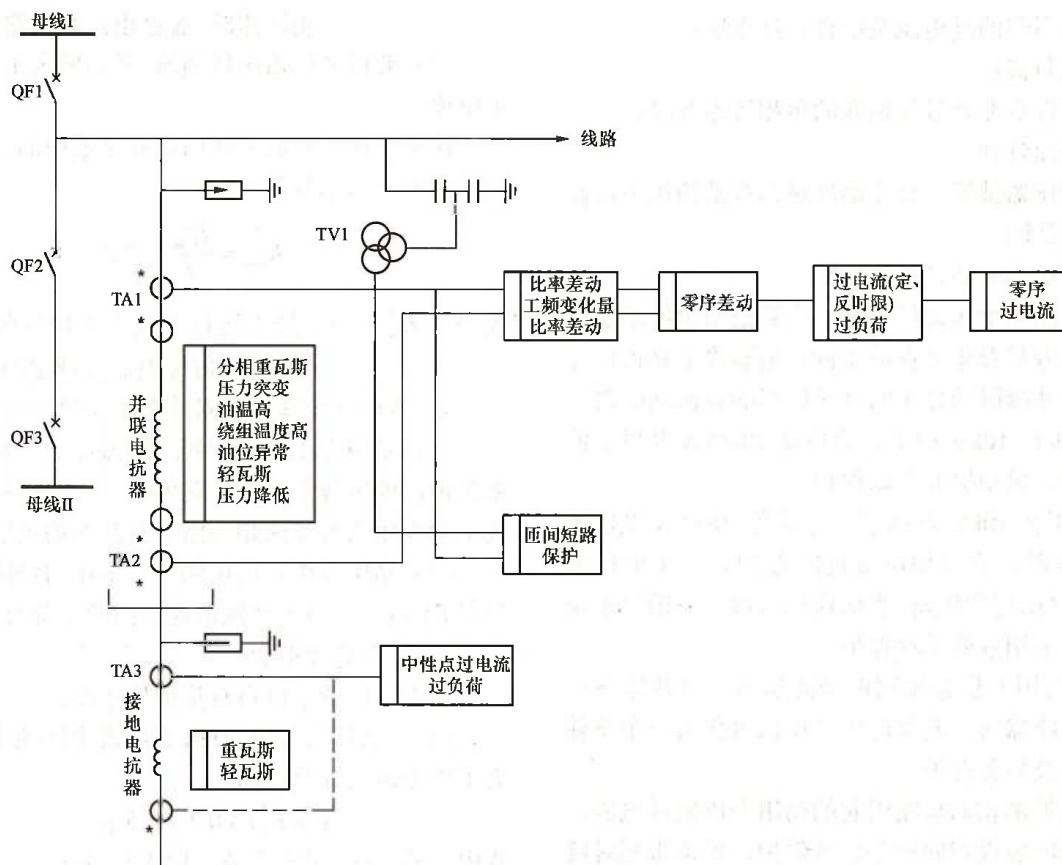 母线I
QF1
线路
TV1
QF2
*
TA1
*
比率差动
工频变化量
比率差动
零序差动
过电流(定、
反时限)
过负荷
零序
过电流
分相重瓦斯
压力突变
油温高
绕组温度高
油位异常
轻瓦斯
压力降低
并联电抗器
QF3
母线II
*
TA2
*
匝间短路
保护
TA3
中性点过电流
过负荷
接地电抗器
重瓦斯
轻瓦斯
*